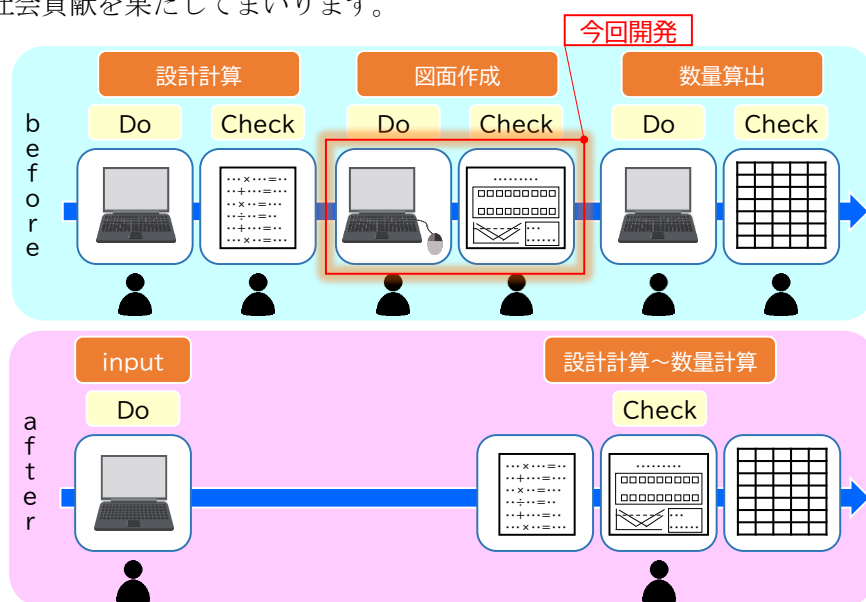 社会貢献を果たしてまいります。
今回開発
設計計算
図面作成
数量算出
before
Do
Check
Do
Check
Do
Check
…×…=‥
‥+…=…
‥×…=…
‥÷…=‥
‥+…=…
…×…=‥
input
設計計算～数量計算
after
Do
Check
…×…=‥
‥+…=…
‥×…=…
‥÷…=‥
‥+…=…
…×…=‥